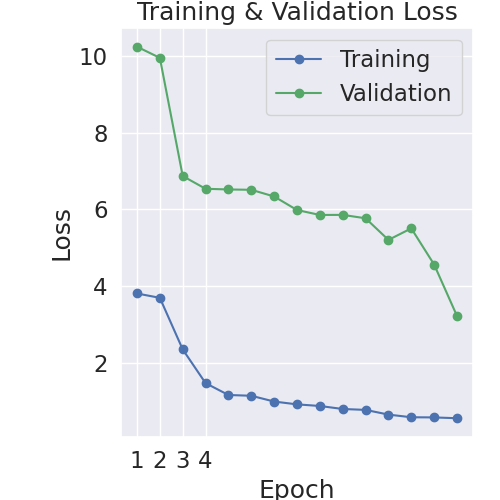 Training & Validation Loss
Training
Validation
Loss
10
8
6
4
2
1 2 3 4
Epoch